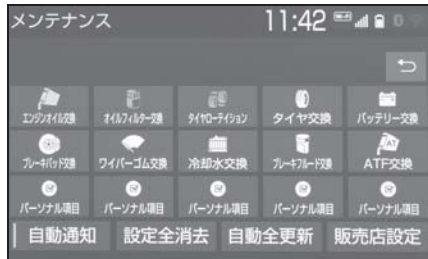 メンテナンス 11:42
エンジンオイル交換 オイルフィルター交換 タイヤローテイション タイヤ交換 バッテリー交換
ブレーキパッド交換 ワイパーゴム交換 冷却水交換 ブレーキフルード交換 ATF交換
パーソナル項目 パーソナル項目 パーソナル項目 パーソナル項目 パーソナル項目
自動通知 設定全消去 自動全更新 販売店設定